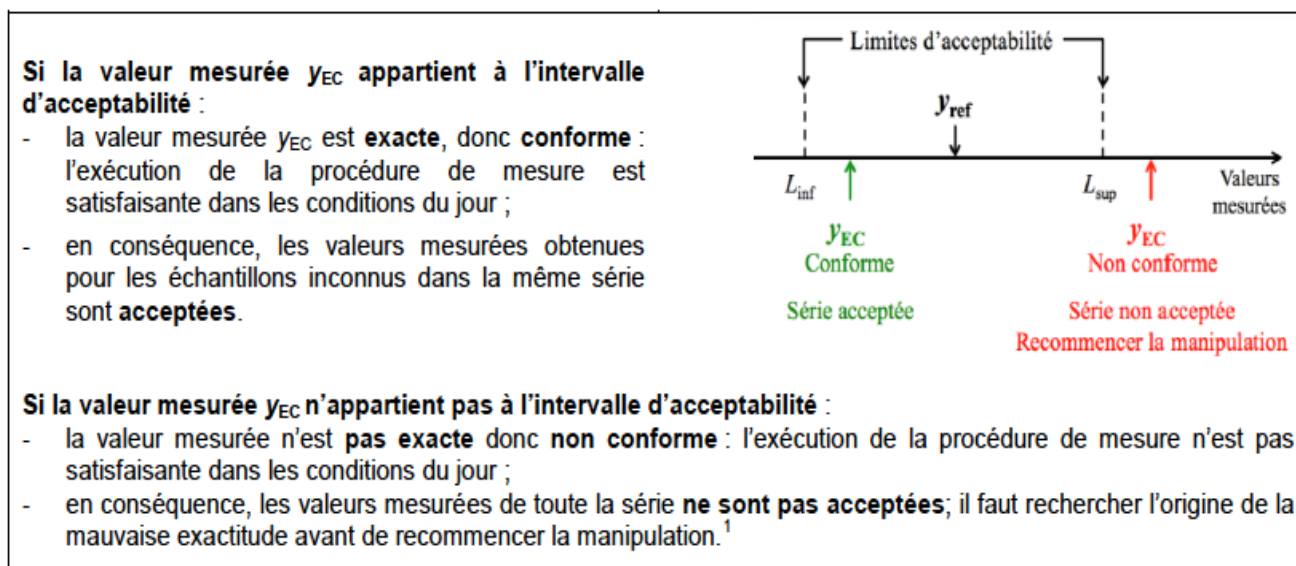 Si la valeur mesurée yEC appartient à l'intervalle
d'acceptabilité :
- la valeur mesurée yEC est exacte, donc conforme :
l'exécution de la procédure de mesure est
satisfaisante dans les conditions du jour ;
- en conséquence, les valeurs mesurées obtenues
pour les échantillons inconnus dans la même série
sont acceptées.
Limites d'acceptabilité
yref
Linf
Lsup
Valeurs
mesurées
yEC
Conforme
Série acceptée
yEC
Non conforme
Série non acceptée
Recommencer la manipulation
Si la valeur mesurée yEC n'appartient pas à l'intervalle d'acceptabilité :
- la valeur mesurée n'est pas exacte donc non conforme : l'exécution de la procédure de mesure n'est pas
satisfaisante dans les conditions du jour ;
- en conséquence, les valeurs mesurées de toute la série ne sont pas acceptées; il faut rechercher l'origine de la
mauvaise exactitude avant de recommencer la manipulation.1